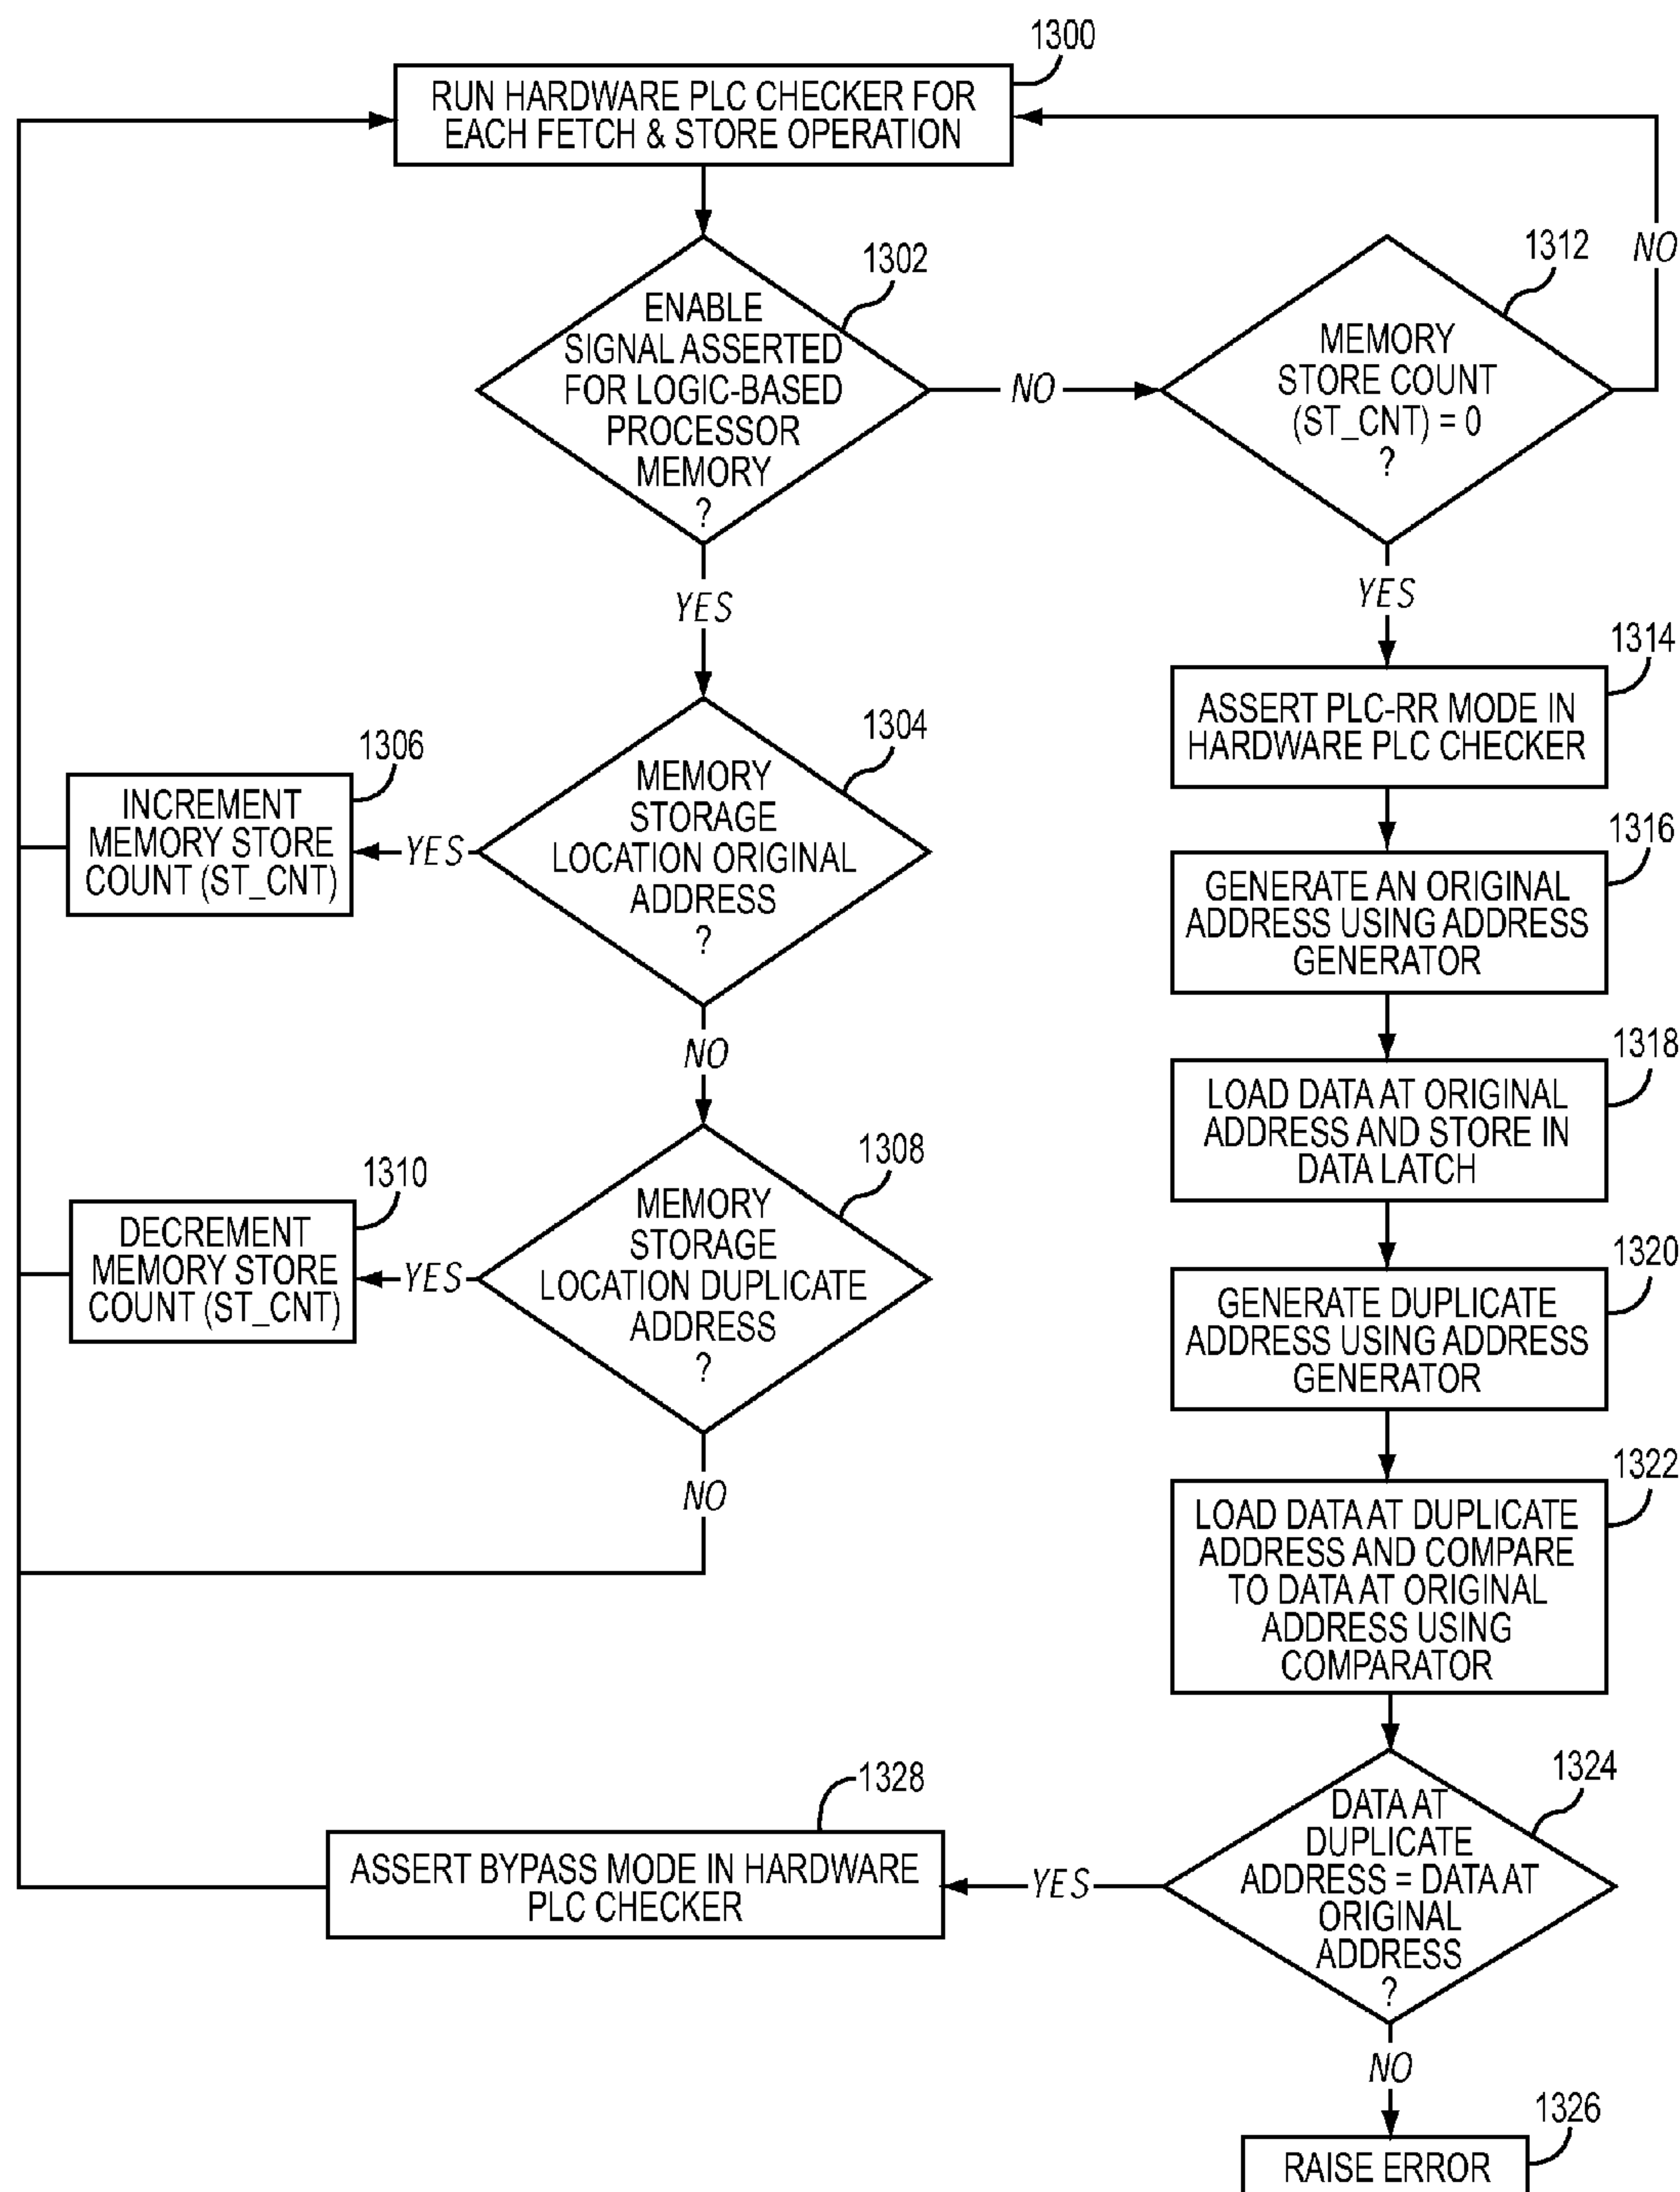 1300
RUN HARDWARE PLC CHECKER FOR
EACH FETCH & STORE OPERATION
1302
ENABLE
SIGNAL ASSERTED
FOR LOGIC-BASED
PROCESSOR
MEMORY
?
NO
1312
MEMORY
STORE COUNT
(ST_CNT) = 0
?
NO
YES
YES
1304
MEMORY
STORAGE
LOCATION ORIGINAL
ADDRESS
?
YES
1306
INCREMENT
MEMORY STORE
COUNT (ST_CNT)
NO
1308
MEMORY
STORAGE
LOCATION DUPLICATE
ADDRESS
?
YES
1310
DECREMENT
MEMORY STORE
COUNT (ST_CNT)
NO
1314
ASSERT PLC-RR MODE IN
HARDWARE PLC CHECKER
1316
GENERATE AN ORIGINAL
ADDRESS USING ADDRESS
GENERATOR
1318
LOAD DATA AT ORIGINAL
ADDRESS AND STORE IN
DATA LATCH
1320
GENERATE DUPLICATE
ADDRESS USING ADDRESS
GENERATOR
1322
LOAD DATA AT DUPLICATE
ADDRESS AND COMPARE
TO DATA AT ORIGINAL
ADDRESS USING
COMPARATOR
1324
DATA AT
DUPLICATE
ADDRESS = DATA AT
ORIGINAL
ADDRESS
?
YES
1328
ASSERT BYPASS MODE IN HARDWARE
PLC CHECKER
NO
1326
RAISE ERROR